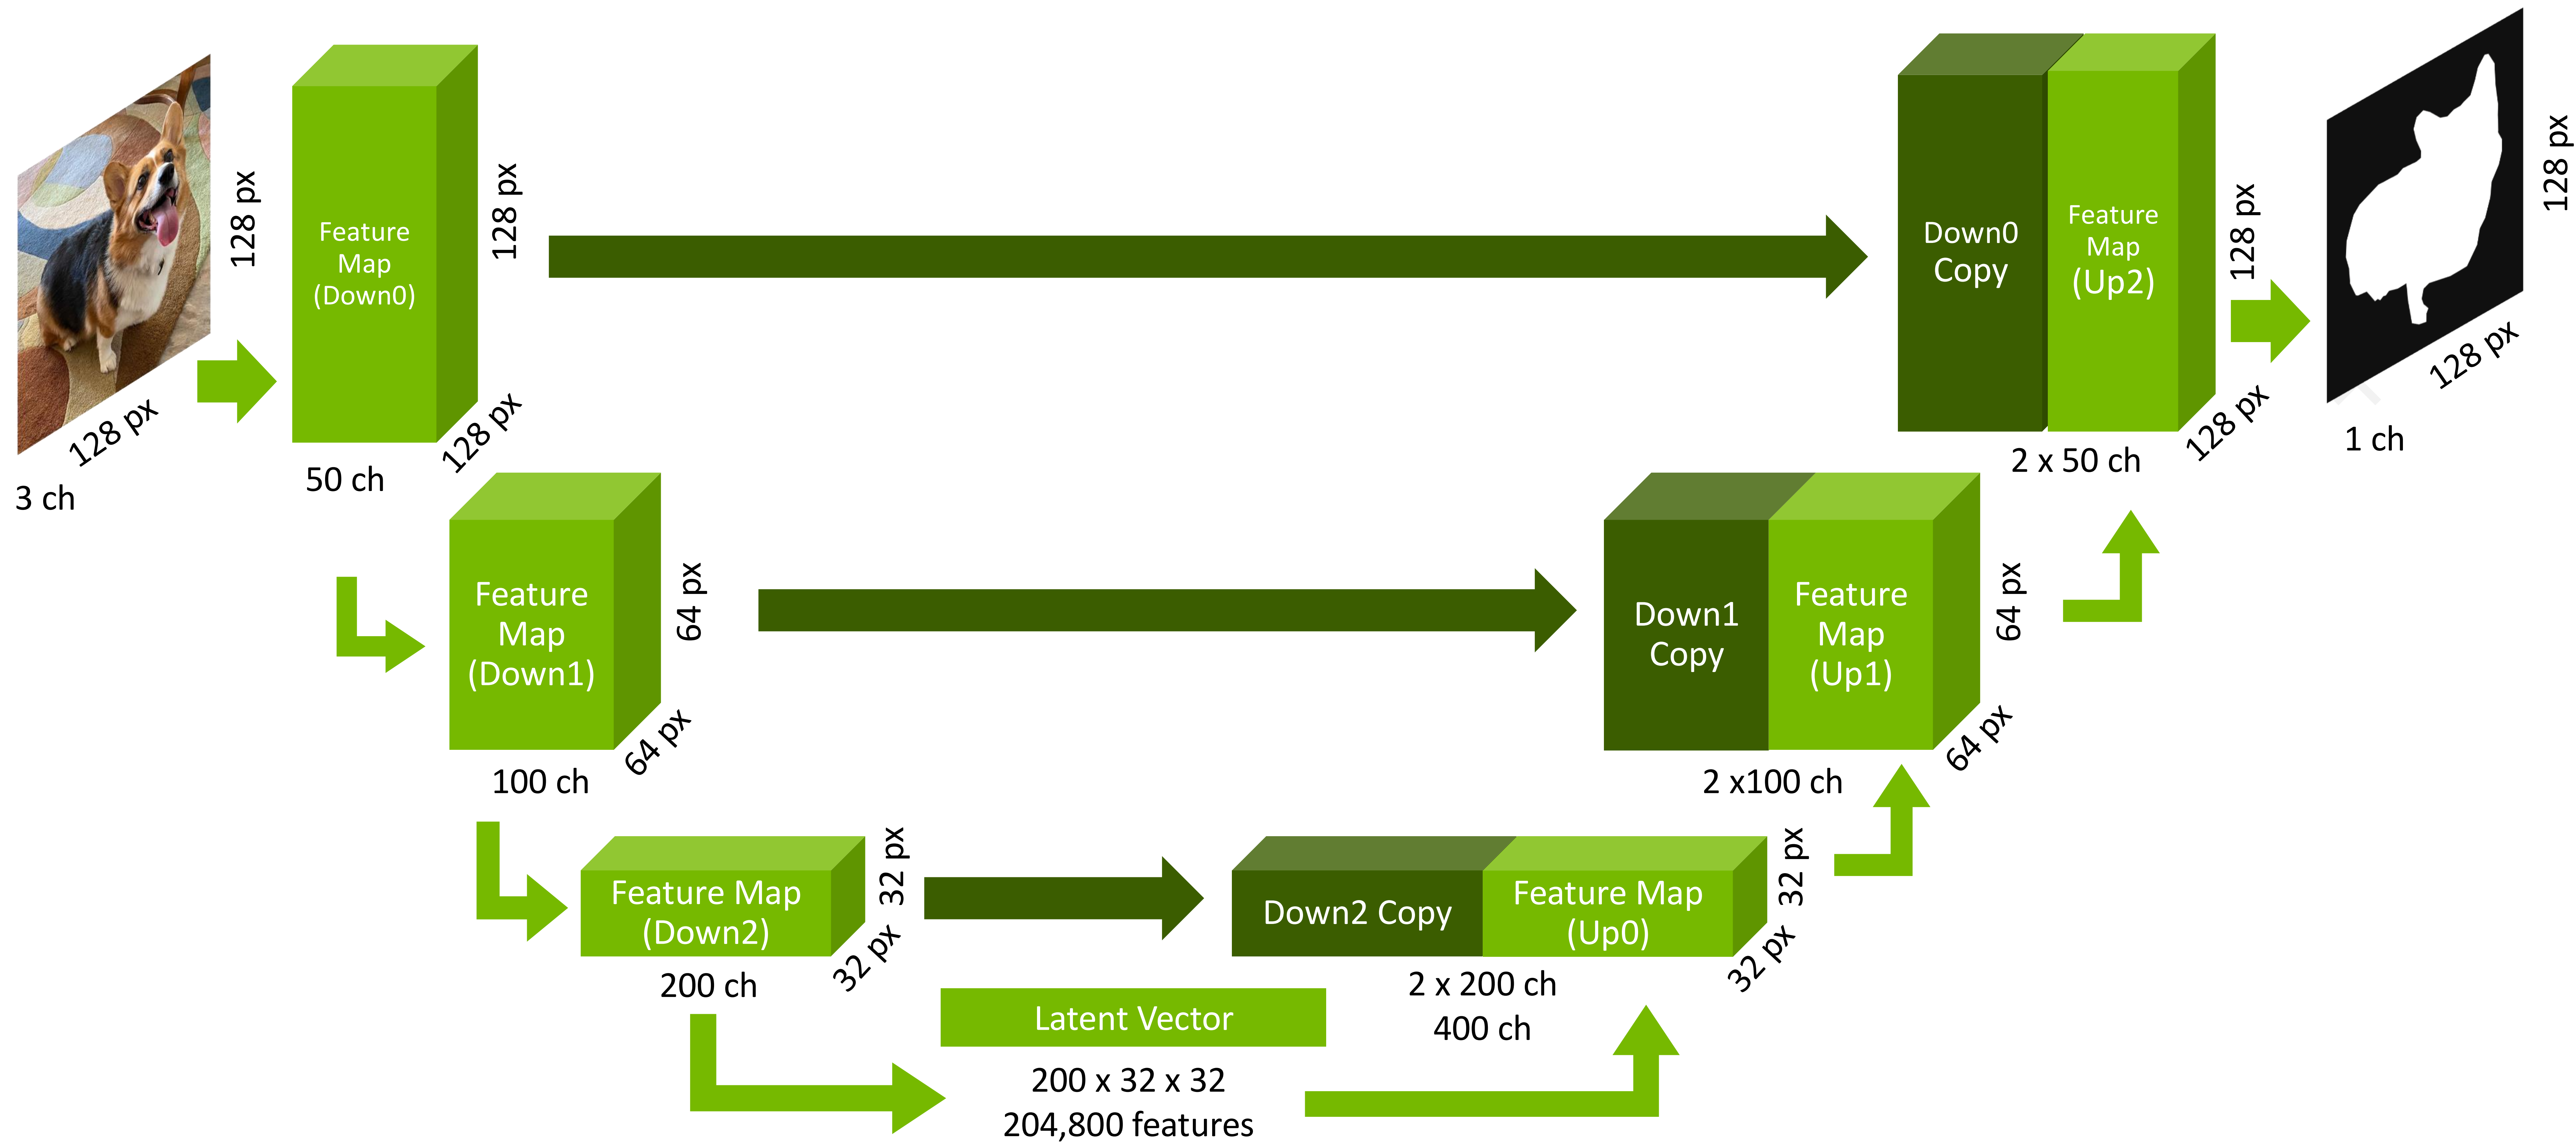 128 px
128 px
3 ch
Feature
Map
(Down0)
128 px
128 px
50 ch
Down0
Copy
Feature
Map
(Up2)
128 px
128 px
2 x 50 ch
128 px
128 px
1 ch
Feature
Map
(Down1)
64 px
64 px
100 ch
Down1
Copy
Feature
Map
(Up1)
64 px
64 px
2 x100 ch
Feature Map
(Down2)
32 px
32 px
200 ch
Down2 Copy
Feature Map
(Up0)
32 px
32 px
2 x 200 ch
400 ch
Latent Vector
200 x 32 x 32
204,800 features